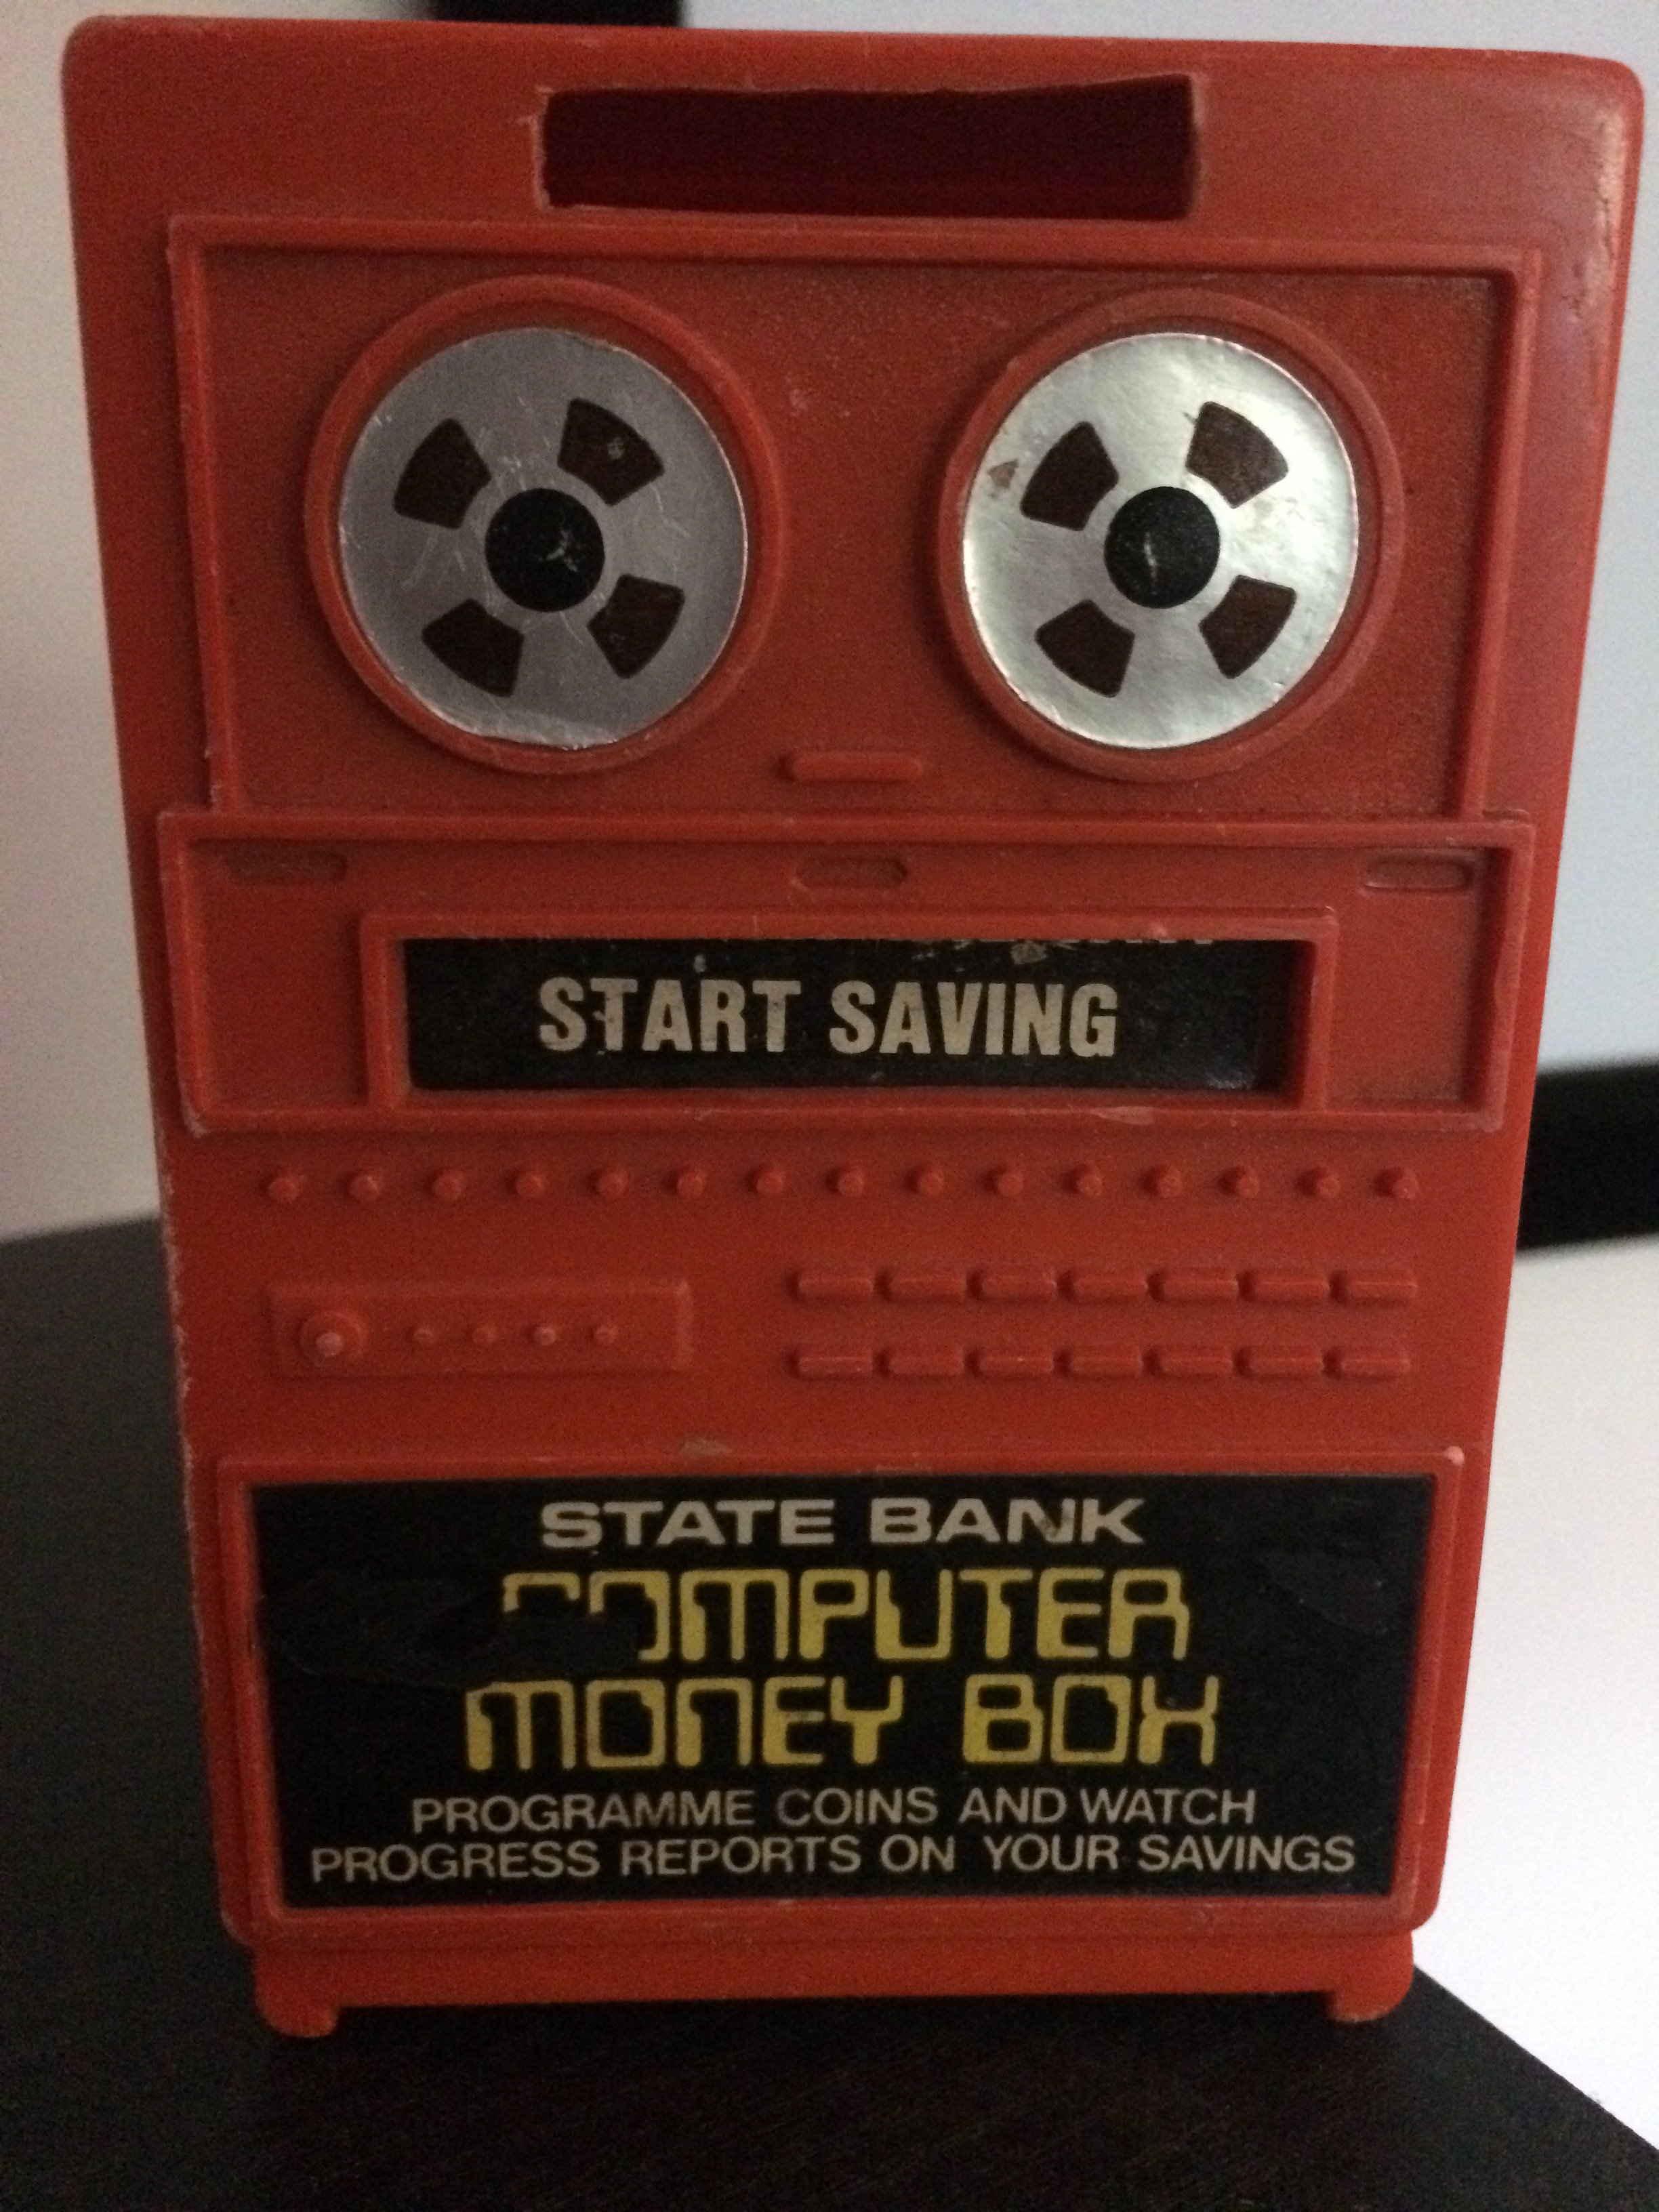 START SAVING
STATE BANK
COMPUTER
MONEY BOX
PROGRAMME COINS AND WATCH
PROGRESS REPORTS ON YOUR SAVINGS